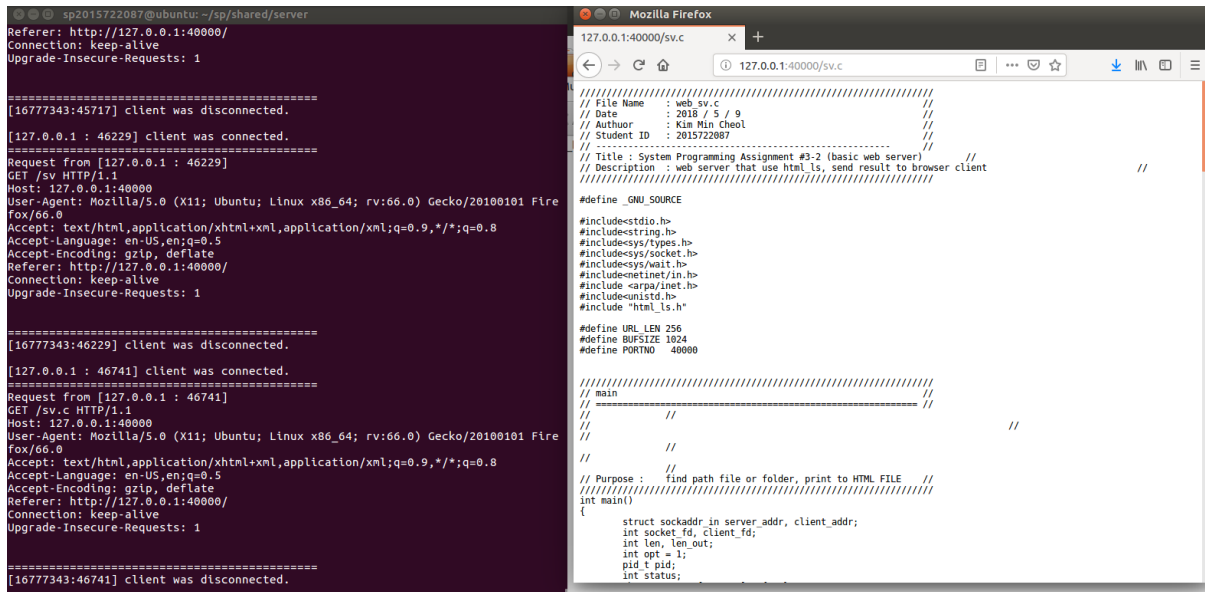 sp2015722087@ubuntu: ~/sp/shared/server
Referer: http://127.0.0.1:40000/
Connection: keep-alive
Upgrade-Insecure-Requests: 1
=============================================
[16777343:45717] client was disconnected.
[127.0.0.1 : 46229] client was connected.
=============================================
Request from [127.0.0.1 : 46229]
GET /sv HTTP/1.1
Host: 127.0.0.1:40000
User-Agent: Mozilla/5.0 (X11; Ubuntu; Linux x86_64; rv:66.0) Gecko/20100101 Fire
fox/66.0
Accept: text/html,application/xhtml+xml,application/xml;q=0.9,*/*;q=0.8
Accept-Language: en-US,en;q=0.5
Accept-Encoding: gzip, deflate
Referer: http://127.0.0.1:40000/
Connection: keep-alive
Upgrade-Insecure-Requests: 1
=============================================
[16777343:46229] client was disconnected.
[127.0.0.1 : 46741] client was connected.
=============================================
Request from [127.0.0.1 : 46741]
GET /sv.c HTTP/1.1
Host: 127.0.0.1:40000
User-Agent: Mozilla/5.0 (X11; Ubuntu; Linux x86_64; rv:66.0) Gecko/20100101 Fire
fox/66.0
Accept: text/html,application/xhtml+xml,application/xml;q=0.9,*/*;q=0.8
Accept-Language: en-US,en;q=0.5
Accept-Encoding: gzip, deflate
Referer: http://127.0.0.1:40000/
Connection: keep-alive
Upgrade-Insecure-Requests: 1
=============================================
[16777343:46741] client was disconnected.
Mozilla Firefox
127.0.0.1:40000/sv.c
127.0.0.1:40000/sv.c
//////////////////////////////////////////////////////////////////
// File Name    : web_sv.c                                      //
// Date         : 2018 / 5 / 9                                  //
// Authuor      : Kim Min Cheol                                 //
// Student ID   : 2015722087                                    //
// -------------------------------------------------------      //
// Title : System Programming Assignment #3-2 (basic web server)        //
// Description  : web server that use html_ls, send result to browser client                            //
//////////////////////////////////////////////////////////////////
#define _GNU_SOURCE
#include<stdio.h>
#include<string.h>
#include<sys/types.h>
#include<sys/socket.h>
#include<sys/wait.h>
#include<netinet/in.h>
#include <arpa/inet.h>
#include<unistd.h>
#include "html_ls.h"
#define URL_LEN 256
#define BUFSIZE 1024
#define PORTNO   40000
//////////////////////////////////////////////////////////////////
// main                                                         //
// ============================================================ //
//              //
//                                                                              //
//
                //
//
                //
// Purpose :    find path file or folder, print to HTML FILE    //
//////////////////////////////////////////////////////////////////
int main()
{
        struct sockaddr_in server_addr, client_addr;
        int socket_fd, client_fd;
        int len, len_out;
        int opt = 1;
        pid_t pid;
        int status;